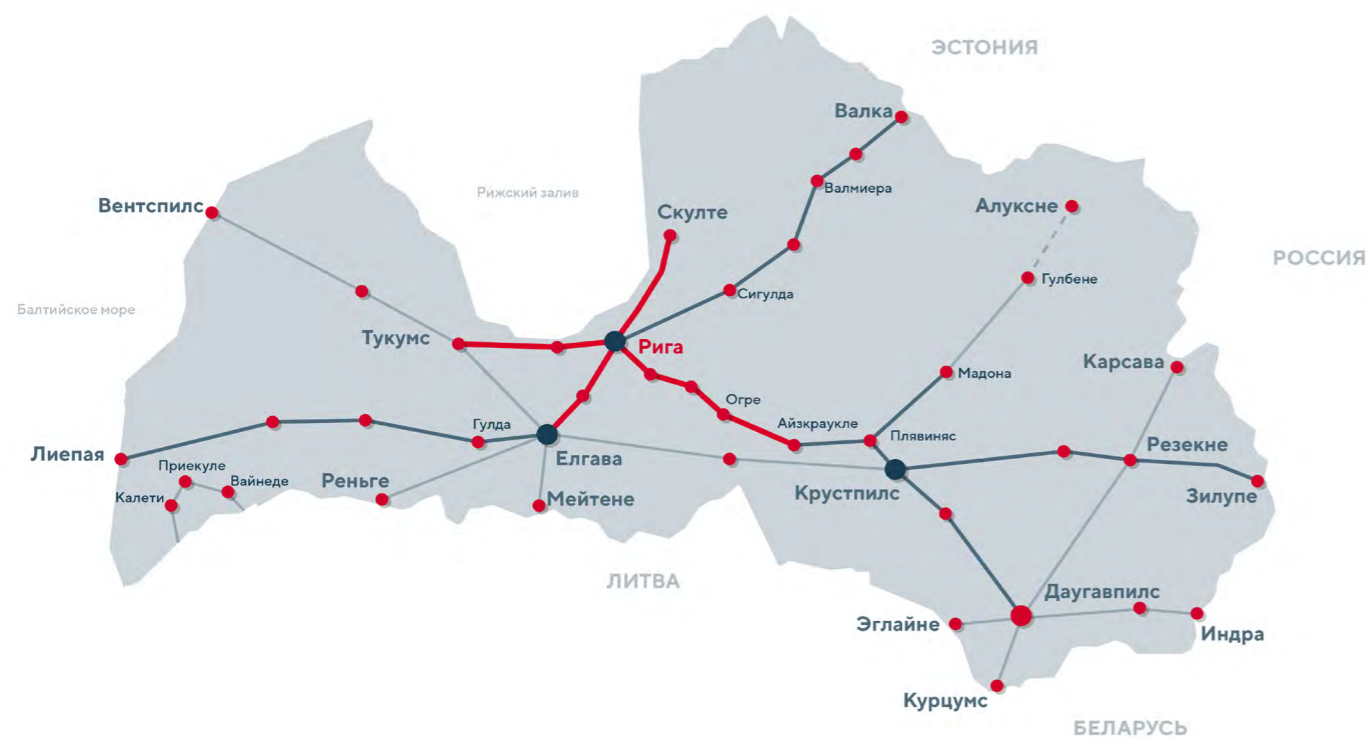 ЭСТОНИЯ
Валка
Рижский залив
Валмиера
Вентспилс
Скулте
Алуксне
РОССИЯ
Гулбене
Сигулда
Балтийское море
Тукумс
Рига
Карсава
Мадона
Огре
Айзкраукле
Гулда
Плявиняс
Лиепая
Елгава
Резекне
Приекуле
Вайнеде
Реньге
Калети
Мейтене
Крустпилс
Зилупе
ЛИТВА
Даугавпилс
Эглайне
Индра
Курцумс
БЕЛАРУСЬ